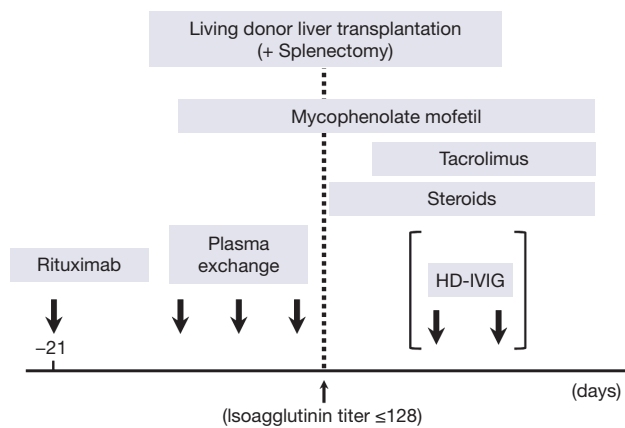 Living donor liver transplantation
(+ Splenectomy)
Mycophenolate mofetil
Tacrolimus
Steroids
Plasma
exchange
Rituximab
HD-IVIG
–21
(days)
(Isoagglutinin titer ≤128)